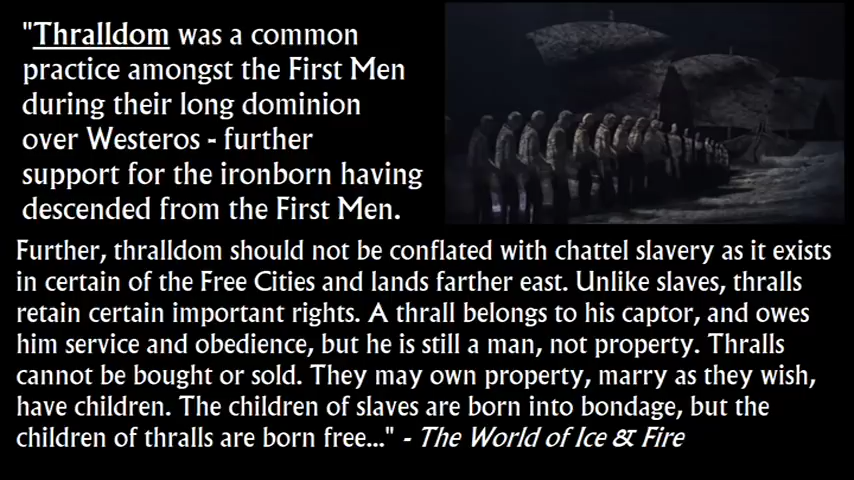 "Thralldom was a common
practice amongst the First Men
during their long dominion
over Westeros - further
support for the ironborn having
descended from the First Men.
Further, thralldom should not be conflated with chattel slavery as it exists
in certain of the Free Cities and lands farther east. Unlike slaves, thralls
retain certain important rights. A thrall belongs to his captor, and owes
him service and obedience, but he is still a man, not property. Thralls
cannot be bought or sold. They may own property, marry as they wish,
have children. The children of slaves are born into bondage, but the
children of thralls are born free..." - The World of Ice & Fire